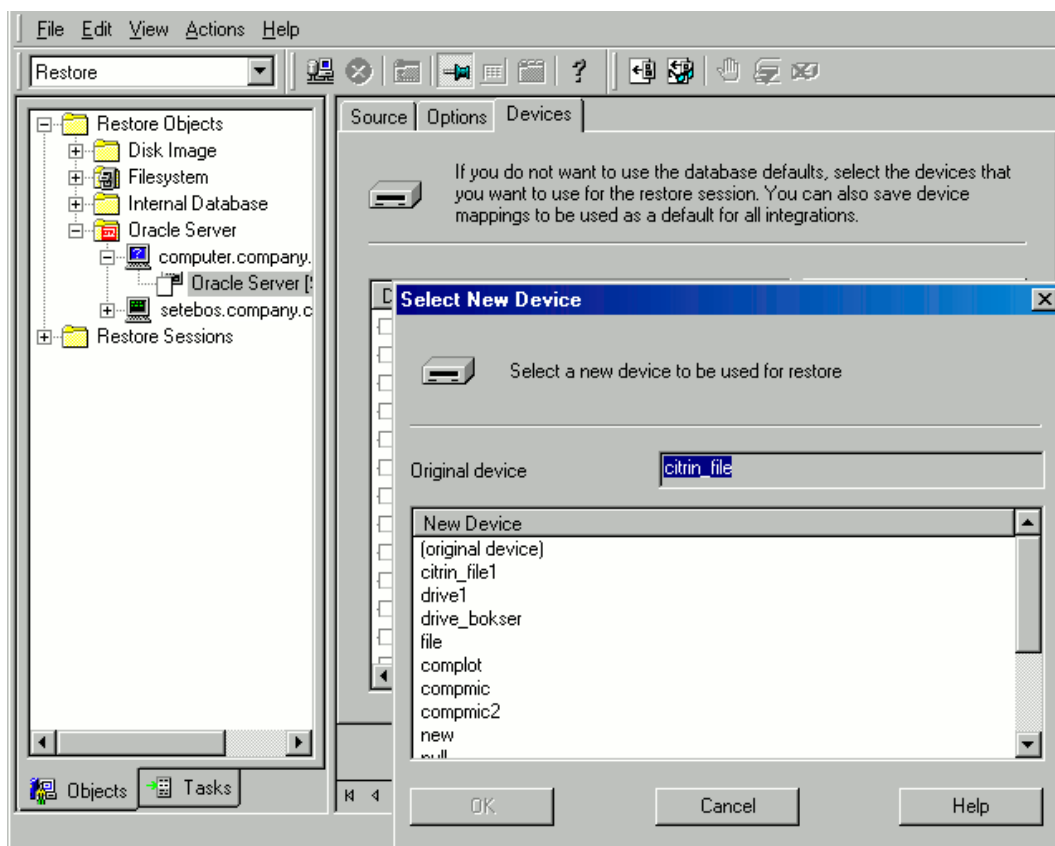 File Edit View Actions Help
Restore
Restore Objects
Disk Image
Filesystem
Internal Database
Oracle Server
computer.company.
Oracle Server [
setebos.company.c
Restore Sessions
Objects Tasks
Source Options Devices
If you do not want to use the database defaults, select the devices that
you want to use for the restore session. You can also save device
mappings to be used as a default for all integrations.
Select New Device
Select a new device to be used for restore
Original device citrin_file
New Device
(original device)
citrin_file1
drive1
drive_bokser
file
complot
compmic
compmic2
new
null
OK Cancel Help